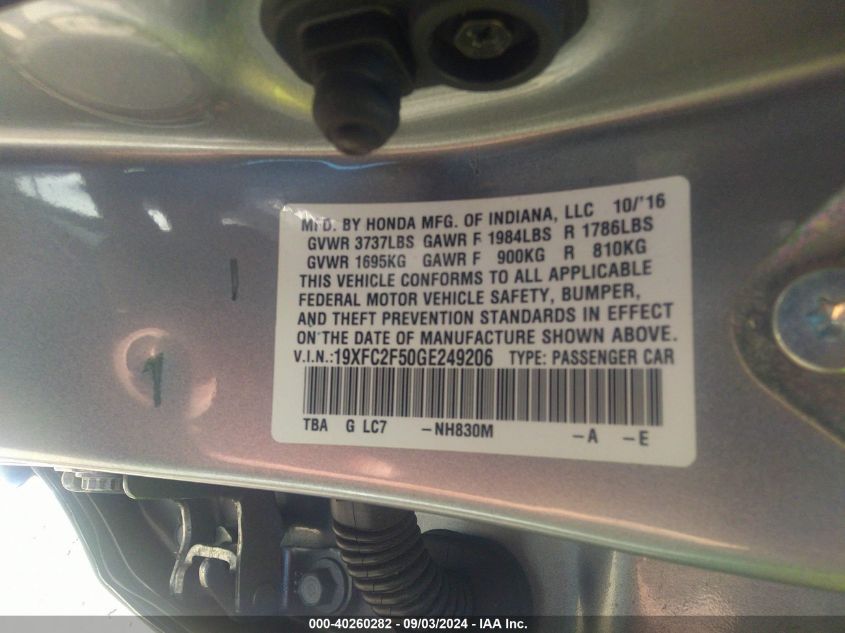 MFD. BY HONDA MFG. OF INDIANA, LLC 10/'16
GVWR 3737LBS GAWR F 1984LBS R 1786LBS
GVWR 1695KG GAWR F 900KG R 810KG
THIS VEHICLE CONFORMS TO ALL APPLICABLE
FEDERAL MOTOR VEHICLE SAFETY, BUMPER,
AND THEFT PREVENTION STANDARDS IN EFFECT
ON THE DATE OF MANUFACTURE SHOWN ABOVE.
V.I.N.:19XFC2F50GE249206 TYPE: PASSENGER CAR
TBA G LC7 -NH830M -A -E
000-40260282 - 09/03/2024 - IAA Inc.